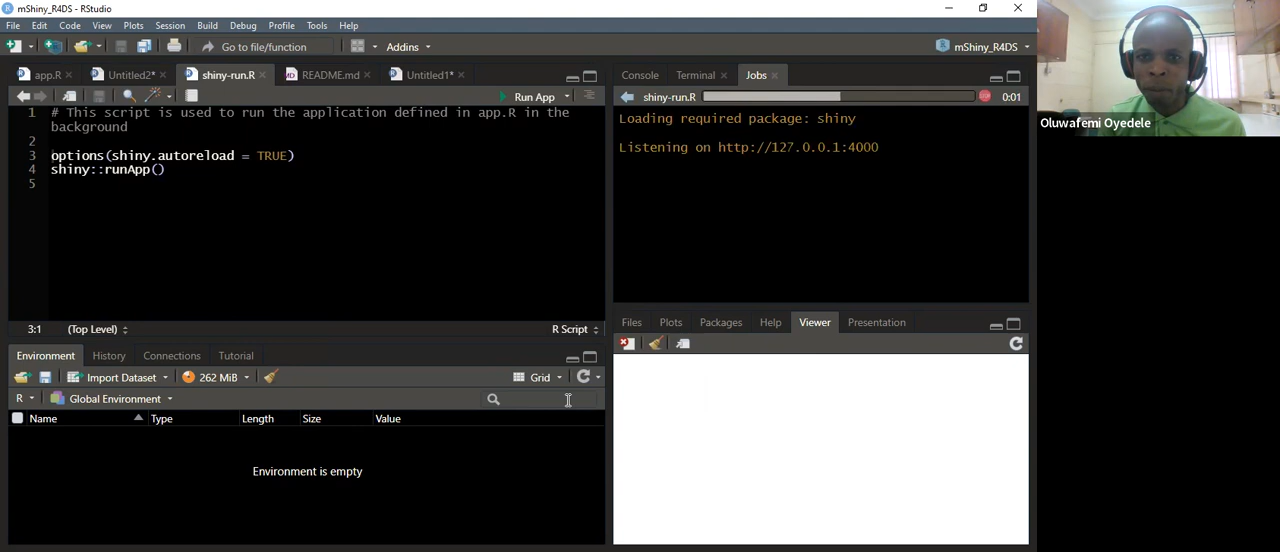 mShiny_R4DS - RStudio
File Edit Code View Plots Session Build Debug Profile Tools Help
Go to file/function Addins mShiny_R4DS
app.R Untitled2* shiny-run.R README.md Untitled1*
Run App
1 # This script is used to run the application defined in app.R in the
background
2
3 options(shiny.autoreload = TRUE)
4 shiny::runApp()
5
3:1 (Top Level) R Script
Environment History Connections Tutorial
Import Dataset 262 MiB Grid
R Global Environment
Name Type Length Size Value
Environment is empty
Console Terminal Jobs
shiny-run.R STOP 0:01
Loading required package: shiny
Listening on http://127.0.0.1:4000
Files Plots Packages Help Viewer Presentation
Oluwafemi Oyedele